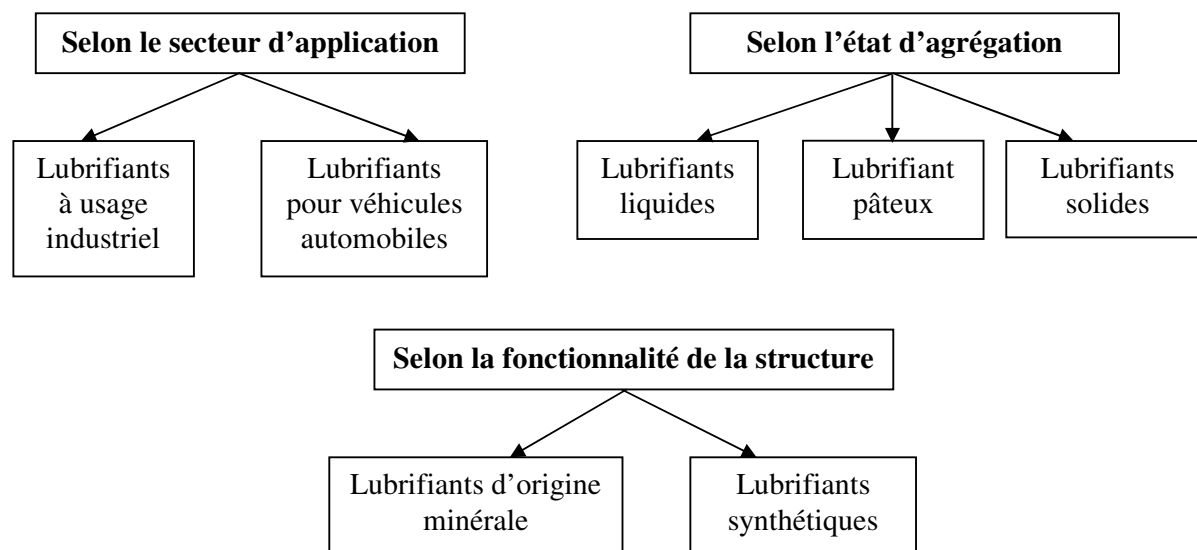 Selon le secteur d’application
Lubrifiants
à usage
industriel
Lubrifiants
pour véhicules
automobiles
Selon l’état d’agrégation
Lubrifiants
liquides
Lubrifiant
pâteux
Lubrifiants
solides
Selon la fonctionnalité de la structure
Lubrifiants d’origine
minérale
Lubrifiants
synthétiques